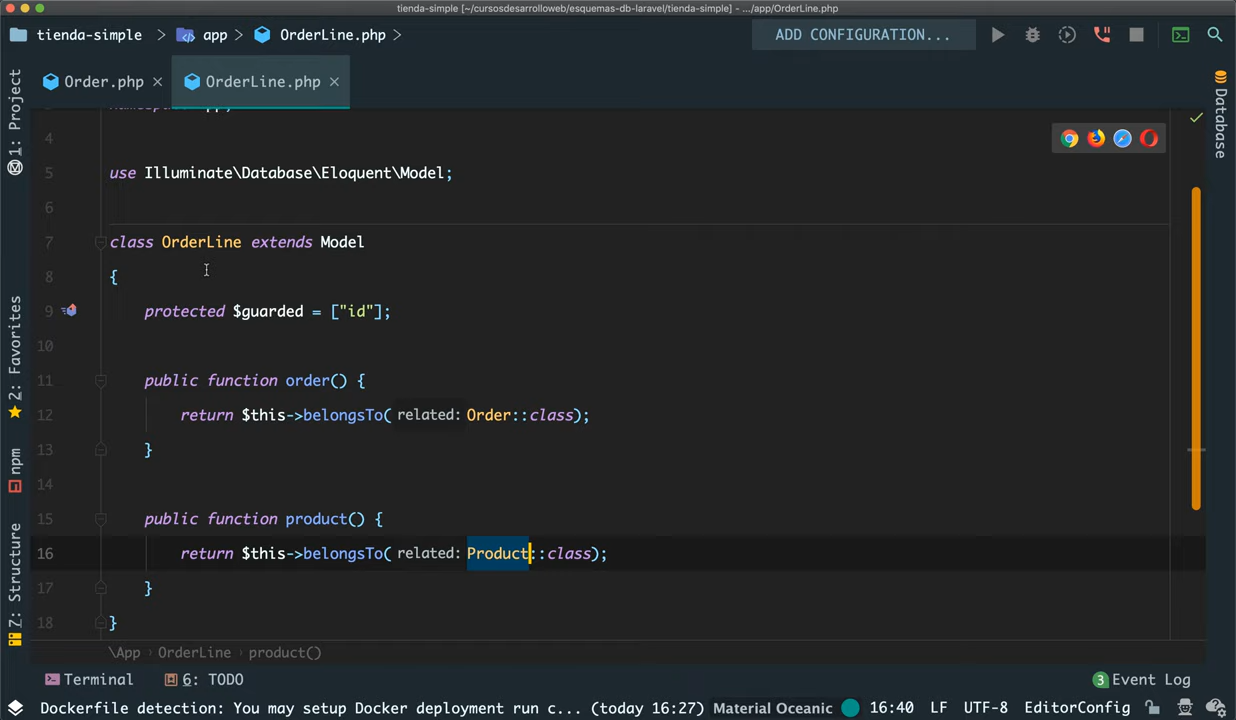 tienda-simple [~/cursosdesarrolloweb/esquemas-db-laravel/tienda-simple] - .../app/OrderLine.php
tienda-simple > app > OrderLine.php >
ADD CONFIGURATION...
Order.php × OrderLine.php ×
4
5 use Illuminate\Database\Eloquent\Model;
6
7 class OrderLine extends Model
8 {
9 protected $guarded = ["id"];
10
11 public function order() {
12 return $this->belongsTo( related: Order::class);
13 }
14
15 public function product() {
16 return $this->belongsTo( related: Product::class);
17 }
18 }
\App OrderLine › product()
1: Project
2: Favorites
npm
7: Structure
Database
Terminal 6: TODO 3 Event Log
Dockerfile detection: You may setup Docker deployment run c... (today 16:27) Material Oceanic 16:40 LF UTF-8 EditorConfig